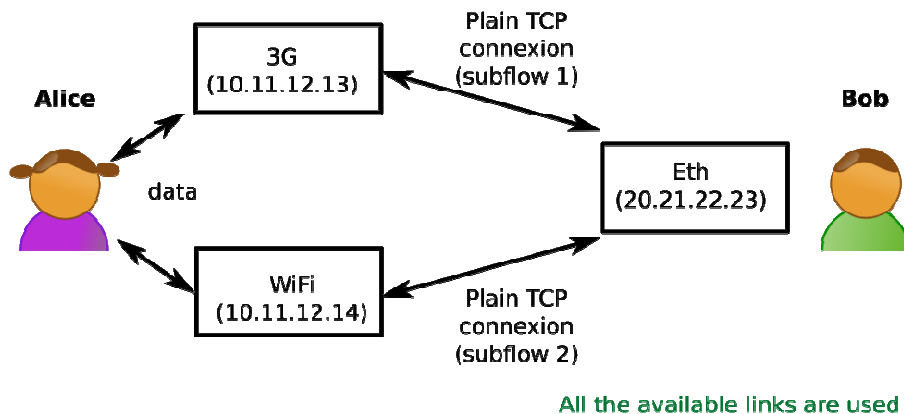 Plain TCP
connexion
(subflow 1)
3G
(10.11.12.13)
Alice
Bob
Eth
(20.21.22.23)
data
WiFi
(10.11.12.14)
Plain TCP
connexion
(subflow 2)
All the available links are used